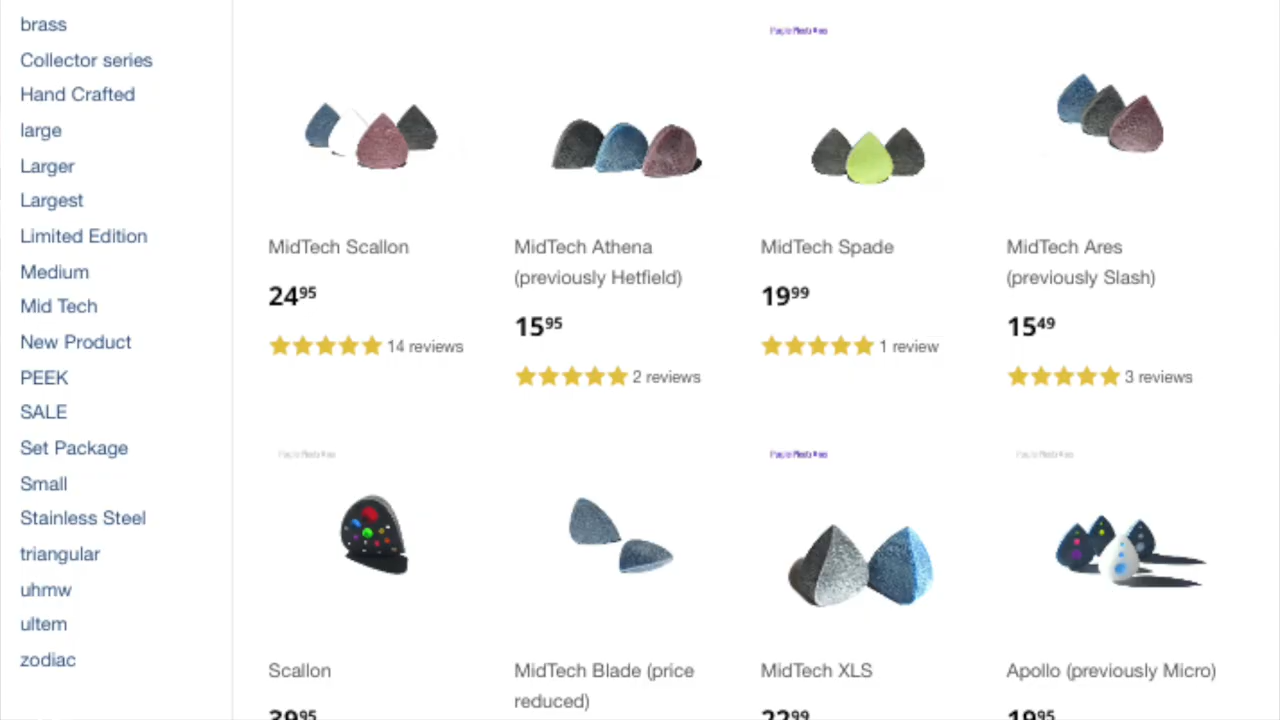 brass
Collector series
Hand Crafted
large
Larger
Largest
Limited Edition
Medium
Mid Tech
New Product
PEEK
SALE
Set Package
Small
Stainless Steel
triangular
uhmw
ultem
zodiac
MidTech Scallon
24⁹⁵
14 reviews
MidTech Athena
(previously Hetfield)
15⁹⁵
2 reviews
MidTech Spade
19⁹⁹
1 review
MidTech Ares
(previously Slash)
15⁴⁹
3 reviews
Scallon
39⁹⁵
MidTech Blade (price
reduced)
MidTech XLS
22⁹⁹
Apollo (previously Micro)
19⁹⁵